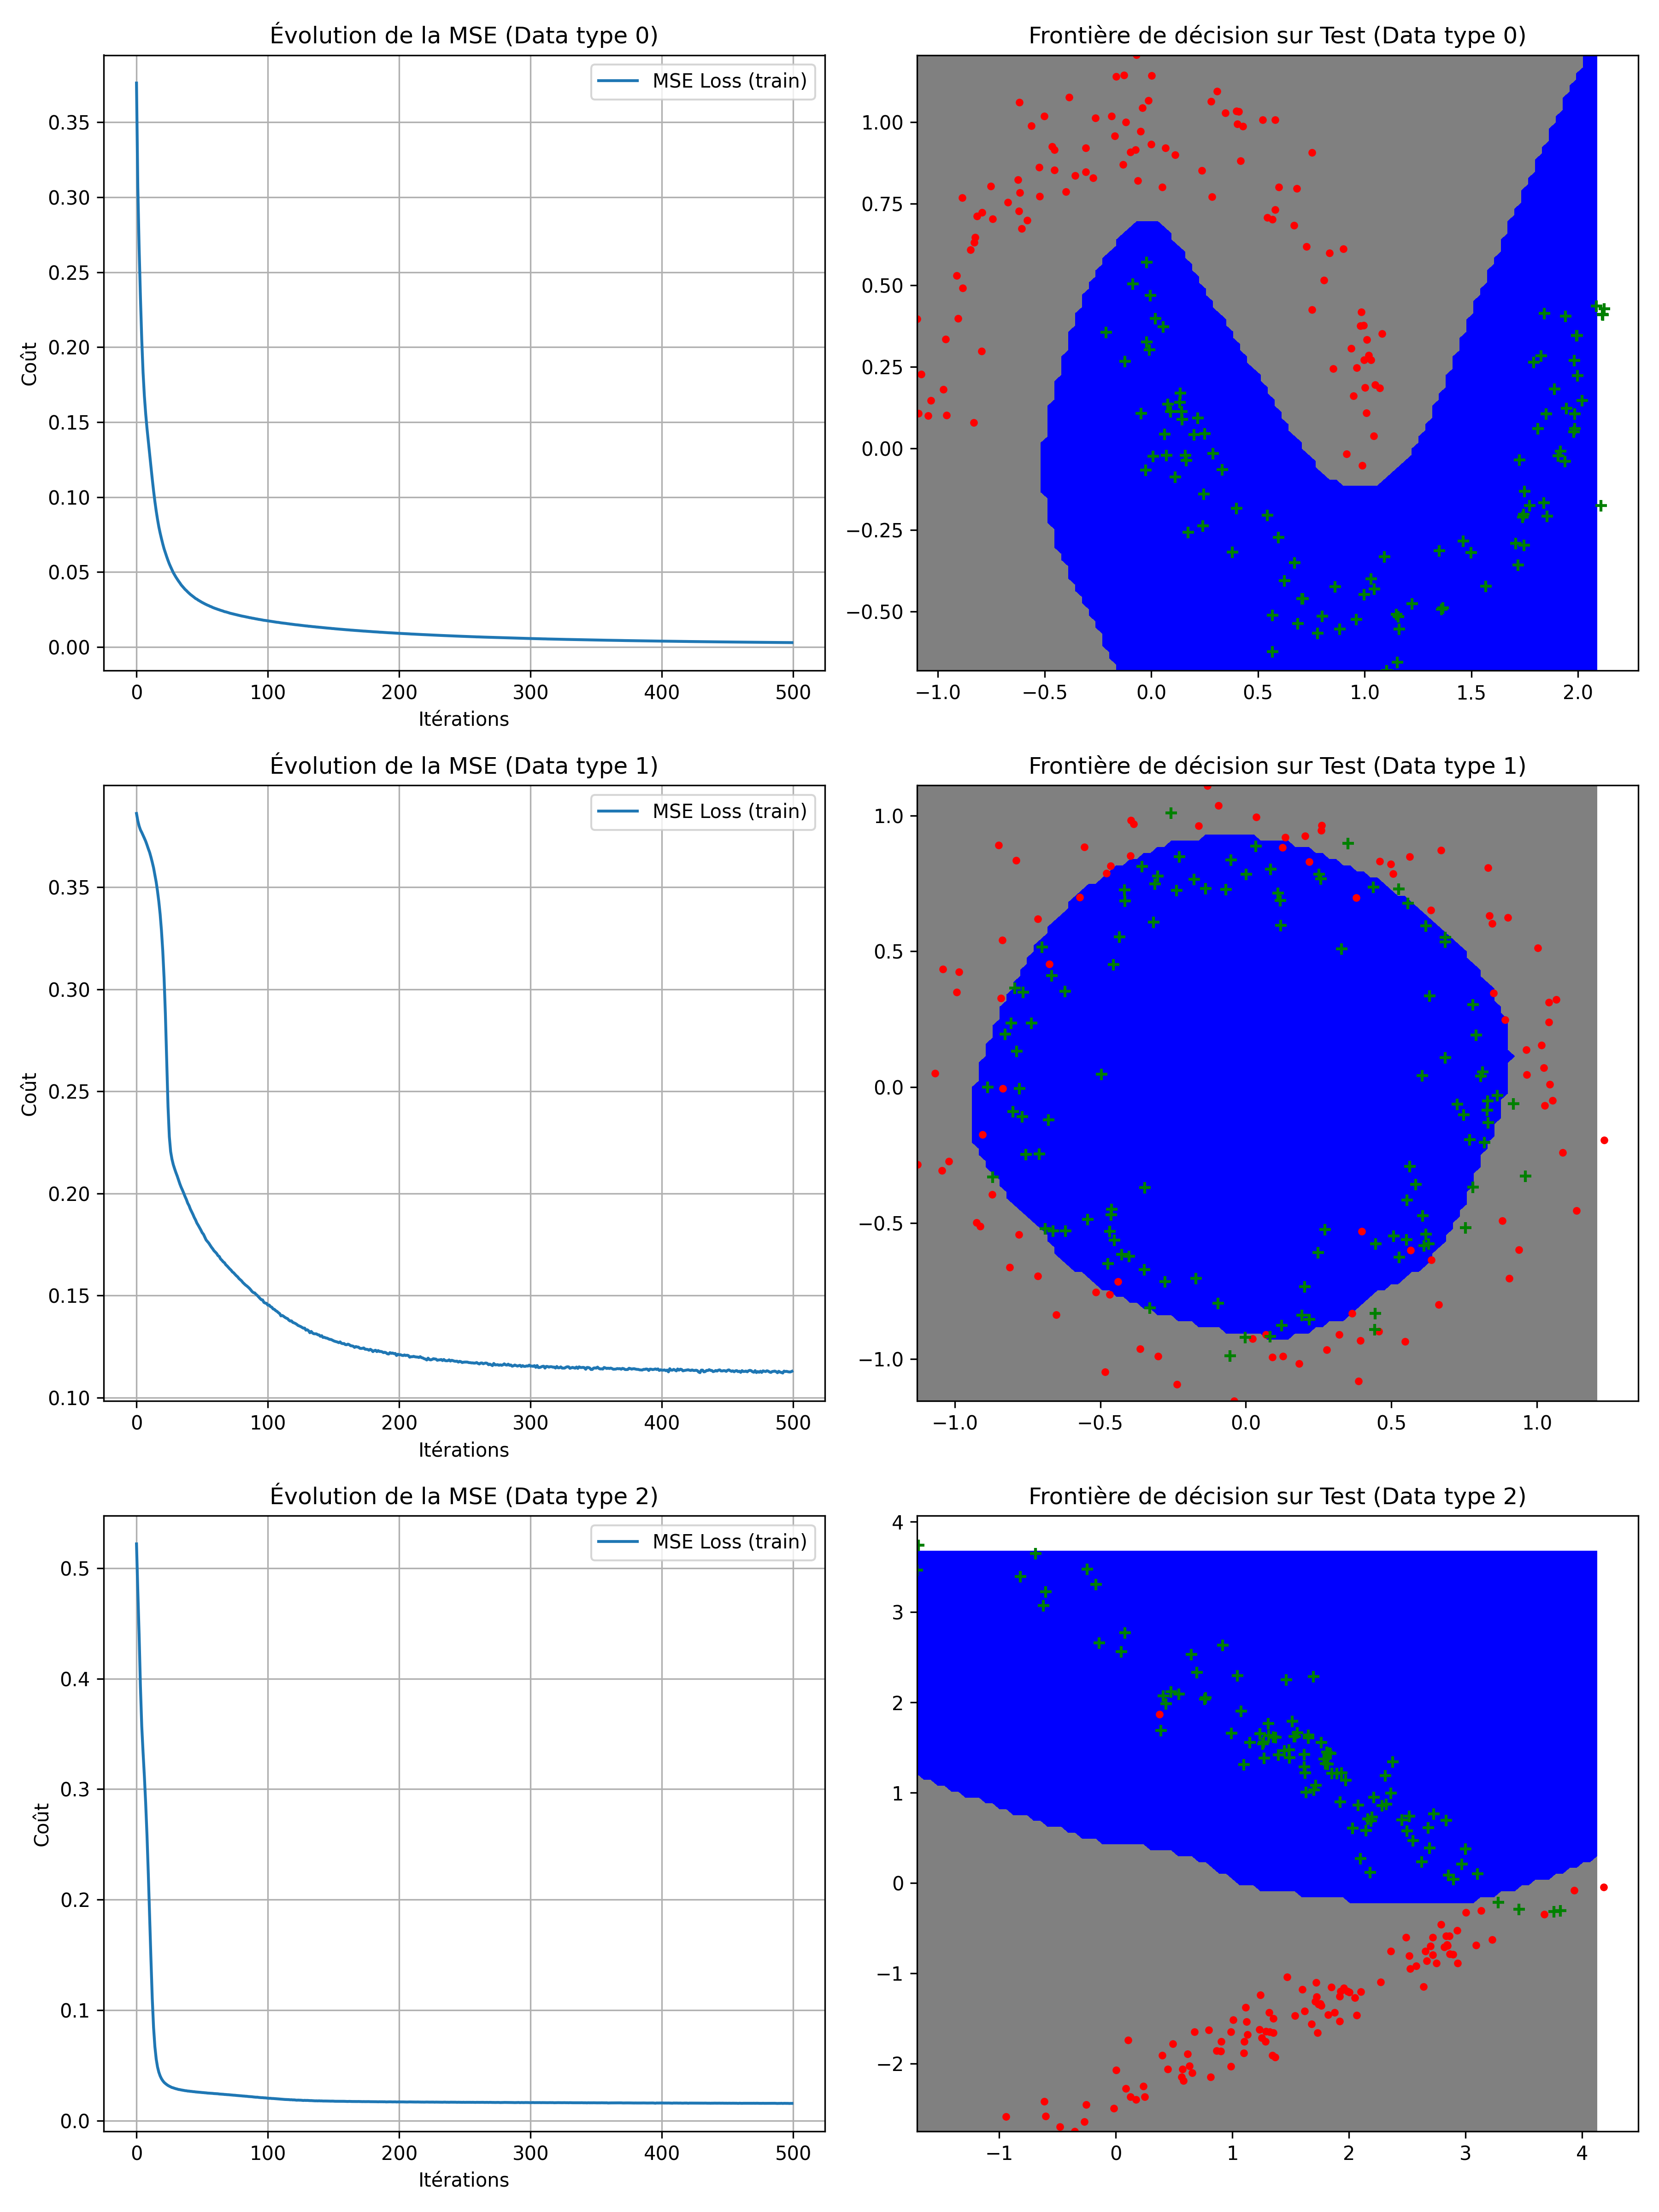 Évolution de la MSE (Data type 0)
MSE Loss (train)
Coût
0.35
0.30
0.25
0.20
0.15
0.10
0.05
0.00
0 100 200 300 400 500
Itérations
Frontière de décision sur Test (Data type 0)
1.00
0.75
0.50
0.25
0.00
−0.25
−0.50
−1.0 −0.5 0.0 0.5 1.0 1.5 2.0
Évolution de la MSE (Data type 1)
MSE Loss (train)
Coût
0.35
0.30
0.25
0.20
0.15
0.10
0 100 200 300 400 500
Itérations
Frontière de décision sur Test (Data type 1)
1.0
0.5
0.0
−0.5
−1.0
−1.0 −0.5 0.0 0.5 1.0
Évolution de la MSE (Data type 2)
MSE Loss (train)
Coût
0.5
0.4
0.3
0.2
0.1
0.0
0 100 200 300 400 500
Itérations
Frontière de décision sur Test (Data type 2)
4
3
2
1
0
−1
−2
−1 0 1 2 3 4